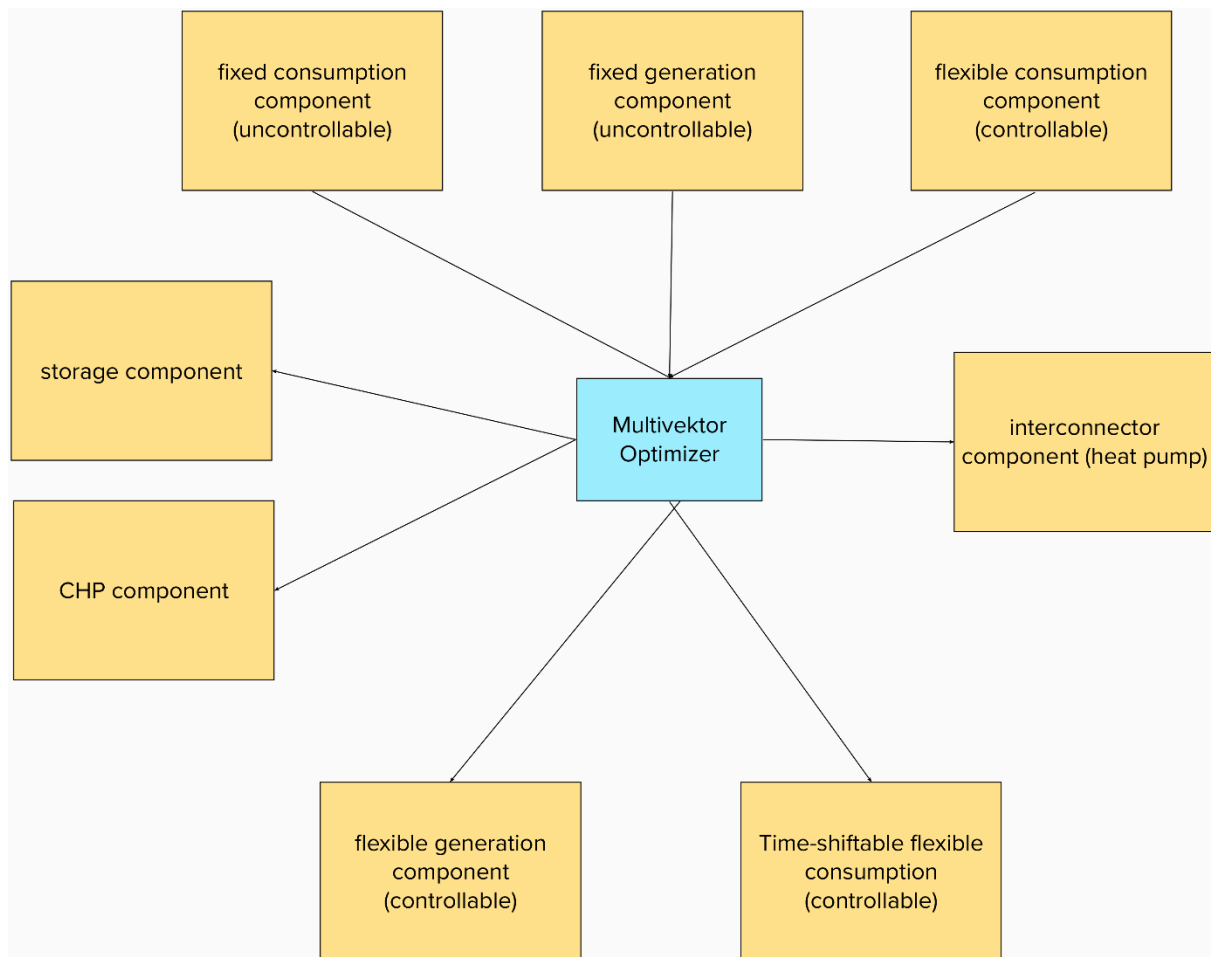 fixed consumption
component
(uncontrollable)
fixed generation
component
(uncontrollable)
flexible consumption
component
(controllable)
storage component
Multivektor
Optimizer
interconnector
component (heat pump)
CHP component
flexible generation
component
(controllable)
Time-shiftable flexible
consumption
(controllable)